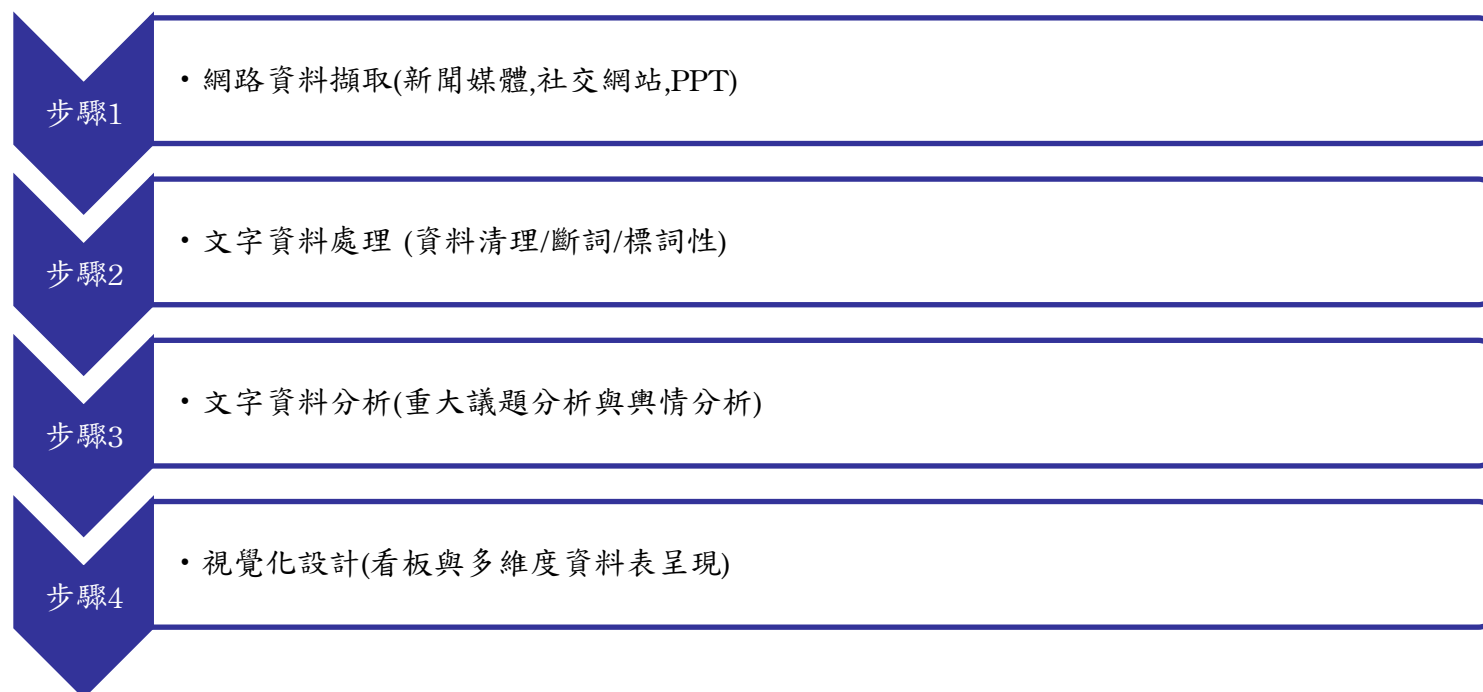 步驟1
・網路資料擷取(新聞媒體,社交網站,PPT)
步驟2
・文字資料處理 (資料清理/斷詞/標詞性)
步驟3
・文字資料分析(重大議題分析與輿情分析)
步驟4
・視覺化設計(看板與多維度資料表呈現)